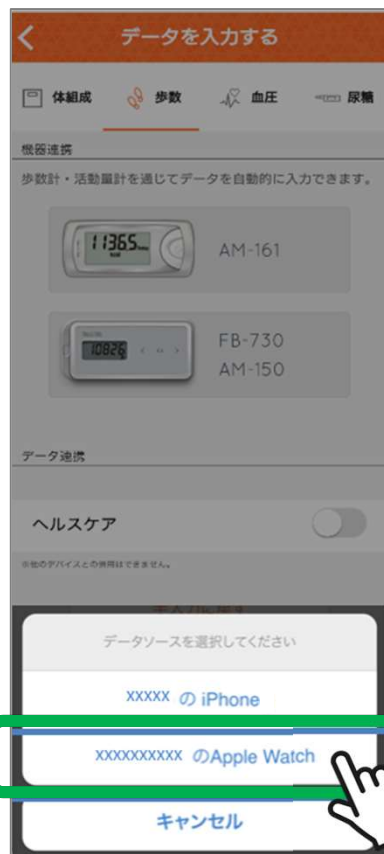 データを入力する
体組成 歩数 血圧 尿糖
機器連携
歩数計・活動量計を通じてデータを自動的に入力できます。
11365
AM-161
10826
FB-730
AM-150
データ連携
ヘルスケア
※他のデバイスとの併用はできません。
データソースを選択してください
xxxxx の iPhone
xxxxxxxxxx のApple Watch
キャンセル